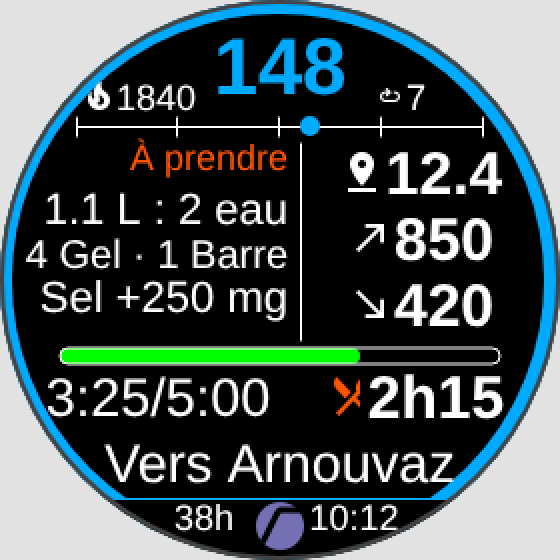 148
1840
7
À prendre
1.1 L : 2 eau
4 Gel · 1 Barre
Sel +250 mg
12.4
850
420
3:25/5:00
2h15
Vers Arnouvaz
38h
10:12